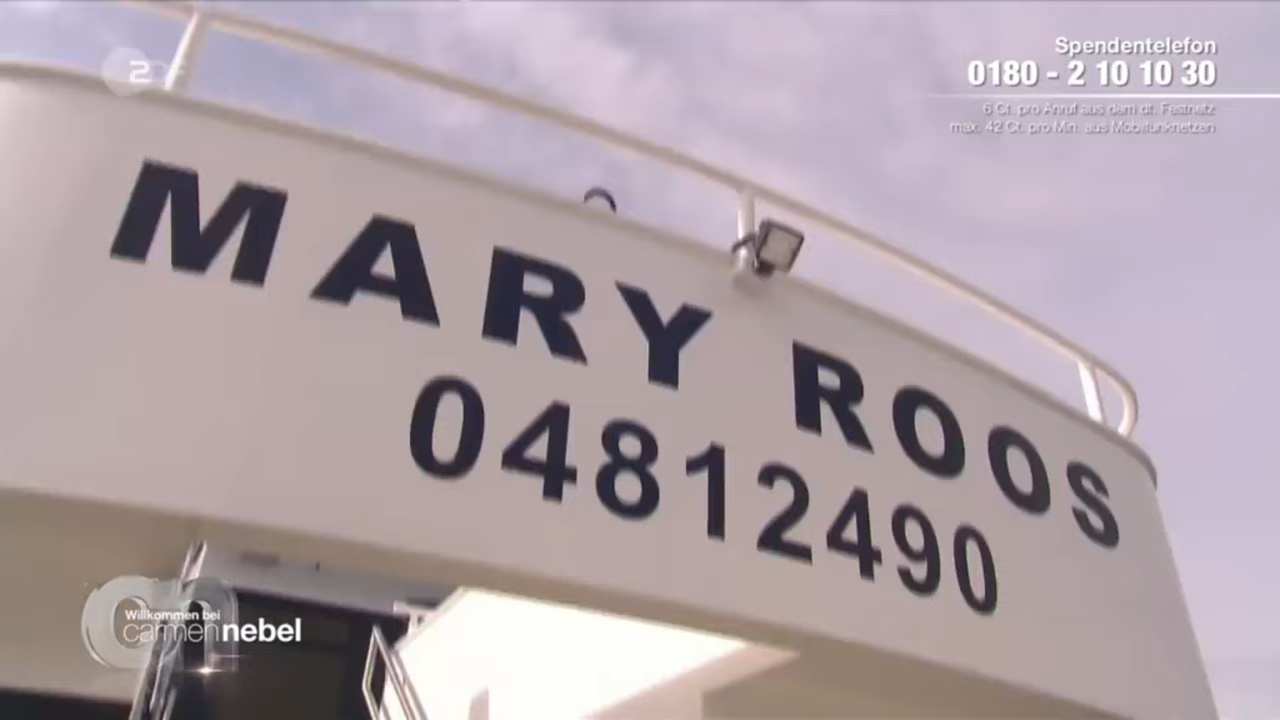 2
Spendentelefon
0180 - 2 10 10 30
6 Ct. pro Anruf aus dem dt. Festnetz
max. 42 Ct. pro Min. aus Mobilfunknetzen
MARY ROOS
04812490
Willkommen bei
carmen nebel